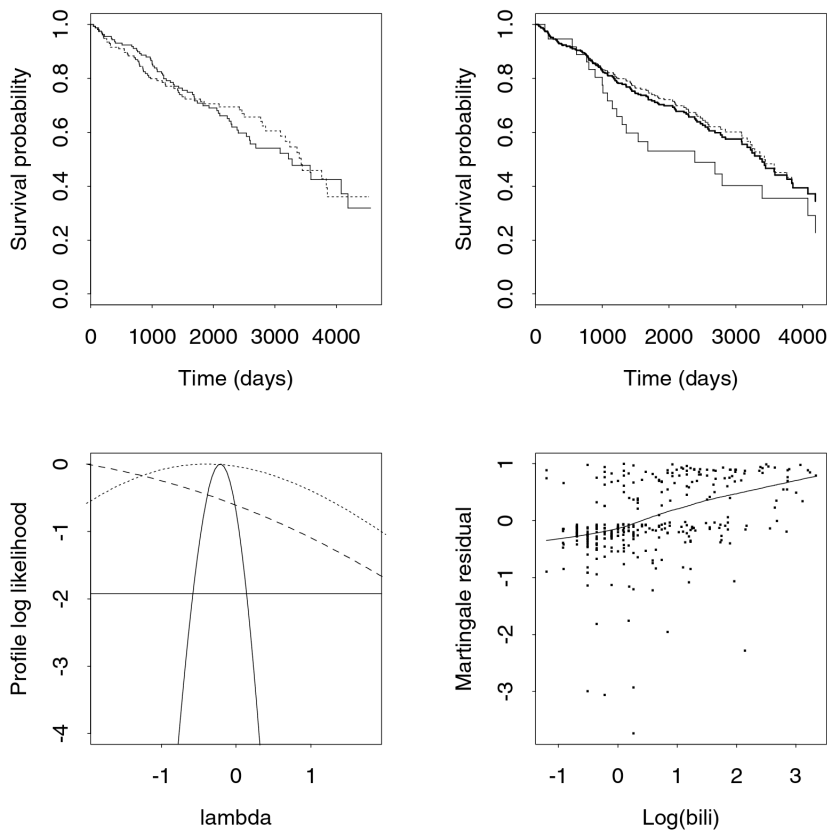 Survival probability
1.0
0.8
0.6
0.4
0.2
0.0
0 1000 2000 3000 4000
Time (days)
Survival probability
1.0
0.8
0.6
0.4
0.2
0.0
0 1000 2000 3000 4000
Time (days)
Profile log likelihood
0
-1
-2
-3
-4
-1 0 1
lambda
Martingale residual
1
0
-1
-2
-3
-1 0 1 2 3
Log(bili)